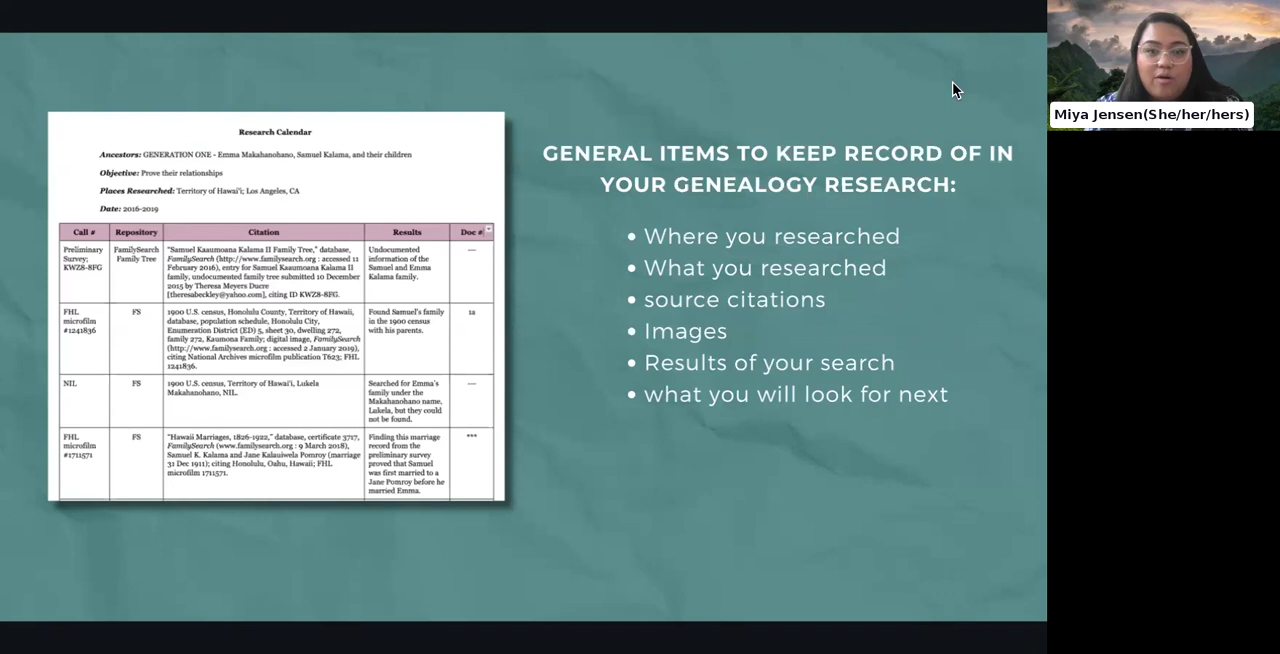 Research Calendar
Ancestors: GENERATION ONE - Emma Makahanohano, Samuel Kalama, and their children
Objective: Prove their relationships
Places Researched: Territory of Hawai'i; Los Angeles, CA
Date: 2016-2019
Call #
Repository
Citation
Results
Doc #
Preliminary
Survey;
KWZ8-8FG
FamilySearch
Family Tree
"Samuel Kaaumoana Kalama II Family Tree," database,
FamilySearch (http://www.familysearch.org : accessed 11
February 2016), entry for Samuel Kaaumoana Kalama II
family, undocumented family tree submitted 10 December
2015 by Theresa Meyers Ducre
[theresabeckley@yahoo.com], citing ID KWZ8-8FG.
Undocumented
information of the
Samuel and Emma
Kalama family.
—
FHL
microfilm
#1241836
FS
1900 U.S. census, Honolulu County, Territory of Hawaii,
database, population schedule, Honolulu City,
Enumeration District (ED) 5, sheet 30, dwelling 272,
family 272, Kaumona Family; digital image, FamilySearch
(http://www.familysearch.org : accessed 2 January 2019),
citing National Archives microfilm publication T623; FHL
1241836.
Found Samuel's family
in the 1900 census
with his parents.
1a
NIL
FS
1900 U.S. census, Territory of Hawai'i, Lukela
Makahanohano, NIL.
Searched for Emma's
family under the
Makahanohano name,
Lukela, but they could
not be found.
—
FHL
microfilm
#1711571
FS
"Hawaii Marriages, 1826-1922," database, certificate 3717,
FamilySearch (www.familysearch.org : 9 March 2018),
Samuel K. Kalama and Jane Kalauiwela Pomroy (marriage
31 Dec 1911); citing Honolulu, Oahu, Hawaii; FHL
microfilm 1711571.
Finding this marriage
record from the
preliminary survey
proved that Samuel
was first married to a
Jane Pomroy before he
married Emma.
***
GENERAL ITEMS TO KEEP RECORD OF IN
YOUR GENEALOGY RESEARCH:
• Where you researched
• What you researched
• source citations
• Images
• Results of your search
• what you will look for next
Miya Jensen(She/her/hers)